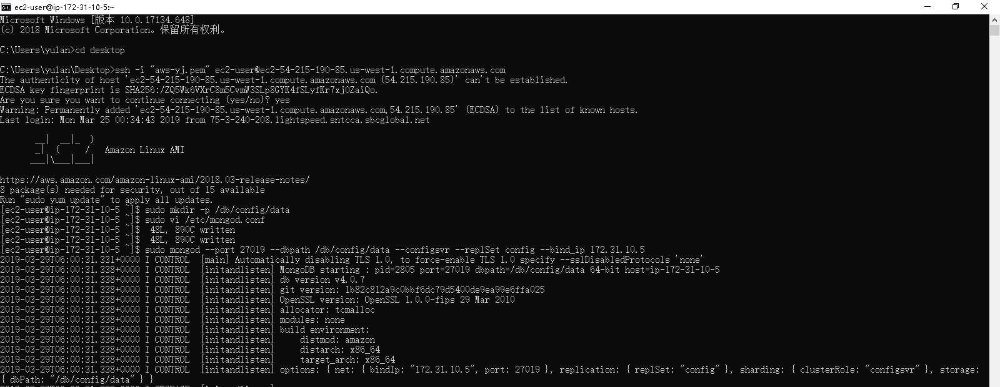 ec2-user@ip-172-31-10-5:~
Microsoft Windows [版本 10.0.17134.648]
(c) 2018 Microsoft Corporation。保留所有权利。
C:\Users\yulan>cd desktop
C:\Users\yulan\Desktop>ssh -i "aws-yj.pem" ec2-user@ec2-54-215-190-85.us-west-1.compute.amazonaws.com
The authenticity of host 'ec2-54-215-190-85.us-west-1.compute.amazonaws.com (54.215.190.85)' can't be established.
ECDSA key fingerprint is SHA256:/ZQ5Wk6VXrC8m5CvmW3SLp8GYK4fSLyfKr7xj0ZaiQo.
Are you sure you want to continue connecting (yes/no)? yes
Warning: Permanently added 'ec2-54-215-190-85.us-west-1.compute.amazonaws.com,54.215.190.85' (ECDSA) to the list of known hosts.
Last login: Mon Mar 25 00:34:43 2019 from 75-3-240-208.lightspeed.sntcca.sbcglobal.net
       __|  __|_  )
       _|  (     /   Amazon Linux AMI
      ___|\___|___|
https://aws.amazon.com/amazon-linux-ami/2018.03-release-notes/
8 package(s) needed for security, out of 15 available
Run "sudo yum update" to apply all updates.
[ec2-user@ip-172-31-10-5 ~]$ sudo mkdir -p /db/config/data
[ec2-user@ip-172-31-10-5 ~]$ sudo vi /etc/mongod.conf
[ec2-user@ip-172-31-10-5 ~]$  48L, 890C written
[ec2-user@ip-172-31-10-5 ~]$  48L, 890C written
[ec2-user@ip-172-31-10-5 ~]$ sudo mongod --port 27019 --dbpath /db/config/data --configsvr --replSet config --bind_ip 172.31.10.5
2019-03-29T06:00:31.331+0000 I CONTROL  [main] Automatically disabling TLS 1.0, to force-enable TLS 1.0 specify --sslDisabledProtocols 'none'
2019-03-29T06:00:31.338+0000 I CONTROL  [initandlisten] MongoDB starting : pid=2805 port=27019 dbpath=/db/config/data 64-bit host=ip-172-31-10-5
2019-03-29T06:00:31.338+0000 I CONTROL  [initandlisten] db version v4.0.7
2019-03-29T06:00:31.338+0000 I CONTROL  [initandlisten] git version: 1b82c812a9c0bbf6dc79d5400de9ea99e6ffa025
2019-03-29T06:00:31.338+0000 I CONTROL  [initandlisten] OpenSSL version: OpenSSL 1.0.0-fips 29 Mar 2010
2019-03-29T06:00:31.338+0000 I CONTROL  [initandlisten] allocator: tcmalloc
2019-03-29T06:00:31.338+0000 I CONTROL  [initandlisten] modules: none
2019-03-29T06:00:31.338+0000 I CONTROL  [initandlisten] build environment:
2019-03-29T06:00:31.338+0000 I CONTROL  [initandlisten]     distmod: amazon
2019-03-29T06:00:31.338+0000 I CONTROL  [initandlisten]     distarch: x86_64
2019-03-29T06:00:31.338+0000 I CONTROL  [initandlisten]     target_arch: x86_64
2019-03-29T06:00:31.338+0000 I CONTROL  [initandlisten] options: { net: { bindIp: "172.31.10.5", port: 27019 }, replication: { replSet: "config" }, sharding: { clusterRole: "configsvr" }, storage:
{ dbPath: "/db/config/data" } }